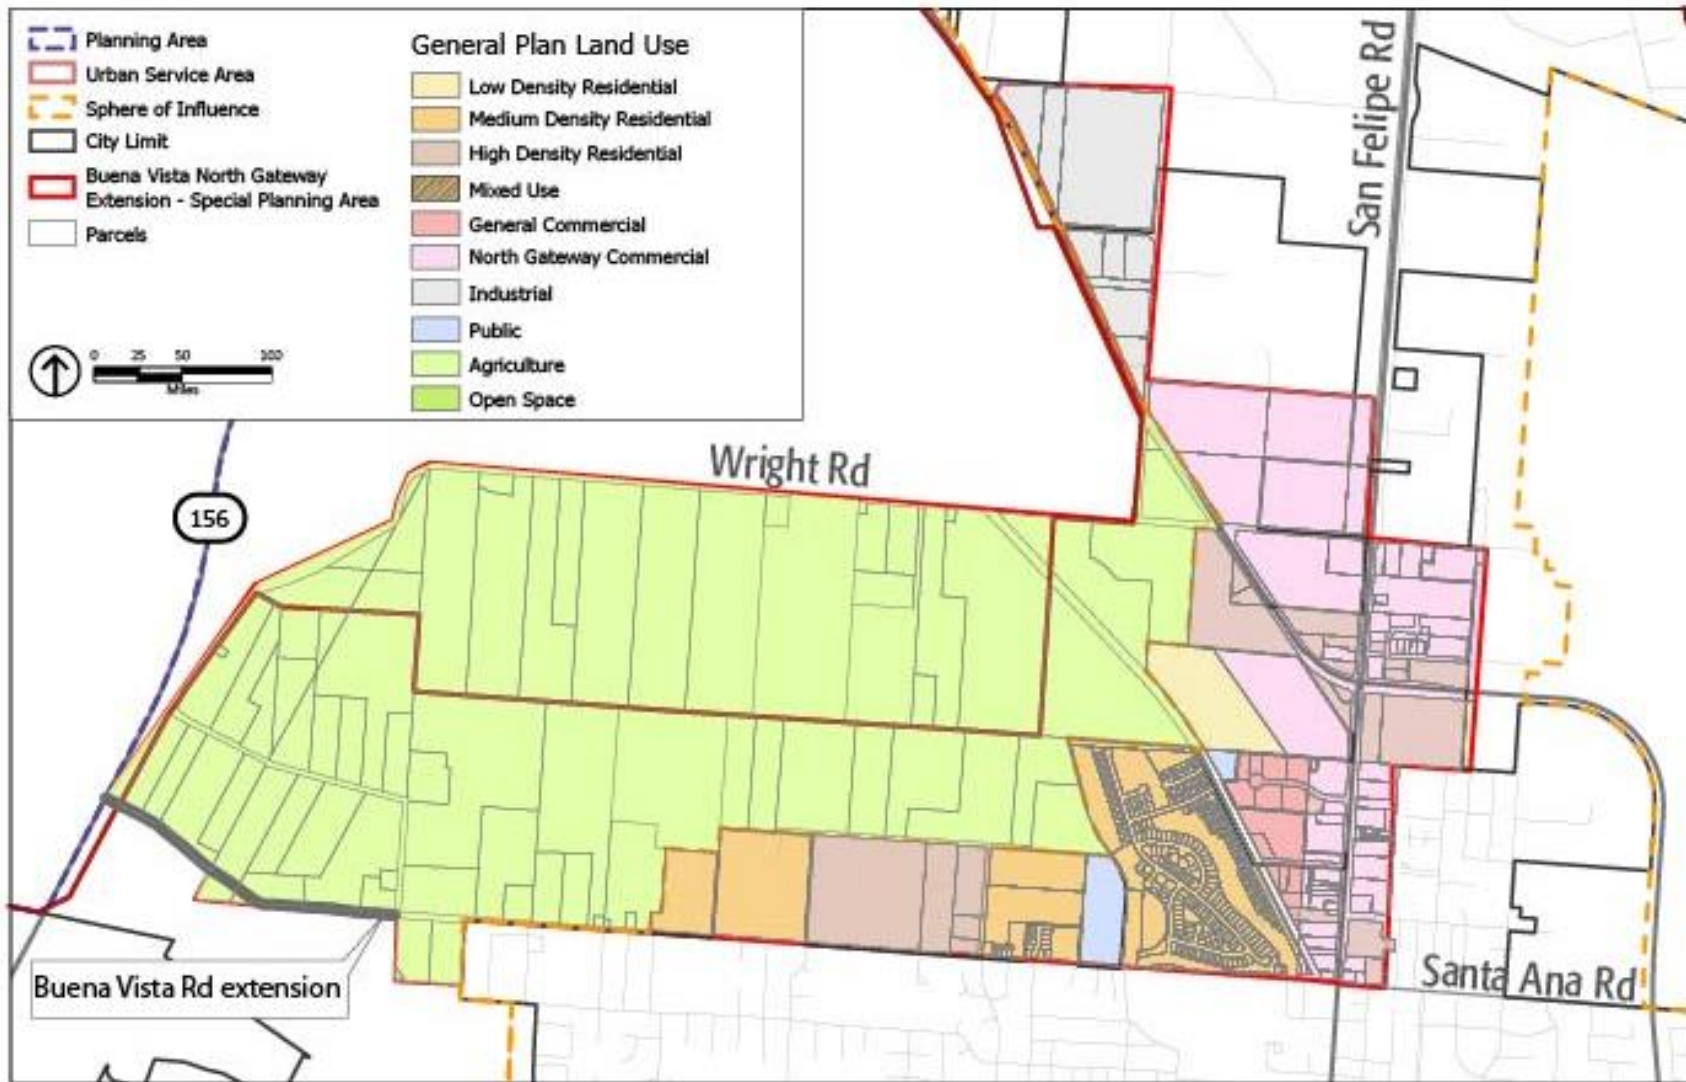 Planning Area
Urban Service Area
Sphere of Influence
City Limit
Buena Vista North Gateway
Extension - Special Planning Area
Parcels
0 25 50 100
Miles
General Plan Land Use
Low Density Residential
Medium Density Residential
High Density Residential
Mixed Use
General Commercial
North Gateway Commercial
Industrial
Public
Agriculture
Open Space
San Felipe Rd
Wright Rd
156
Buena Vista Rd extension
Santa Ana Rd